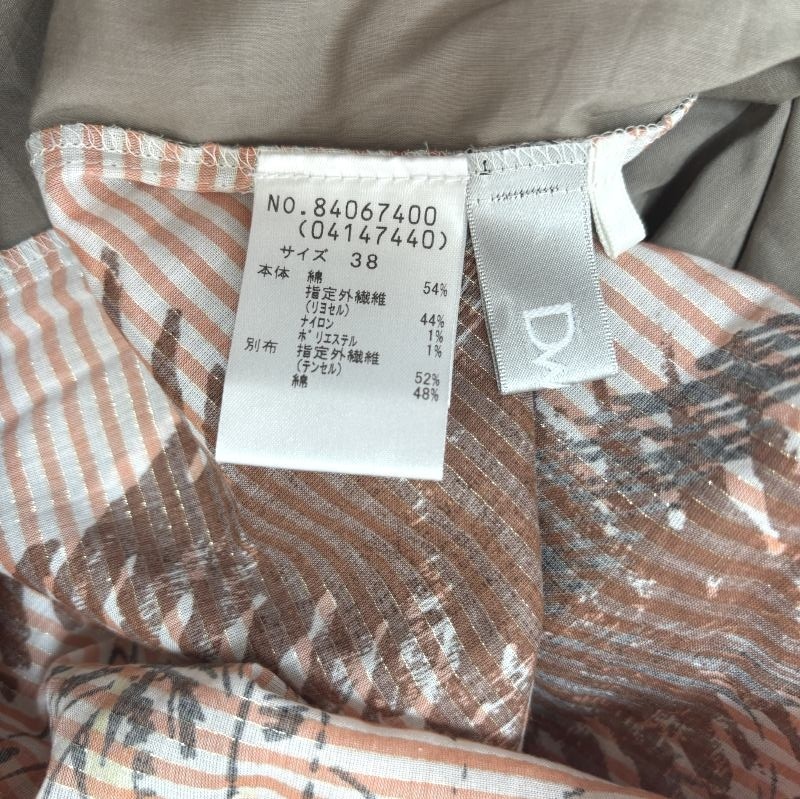 NO.84067400
(04147440)
サイズ 38
本体 綿 54%
指定外繊維
(リヨセル) 44%
ナイロン 1%
ポリエステル 1%
別布 指定外繊維
(テンセル) 52%
綿 48%